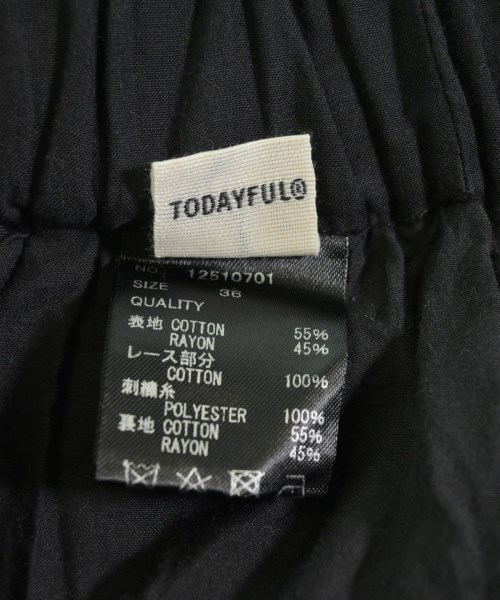 TODAYFUL®
NO. 12510701
SIZE 36
QUALITY
表地 COTTON 55%
RAYON 45%
レース部分
COTTON 100%
刺繍糸
POLYESTER 100%
裏地 COTTON 55%
RAYON 45%